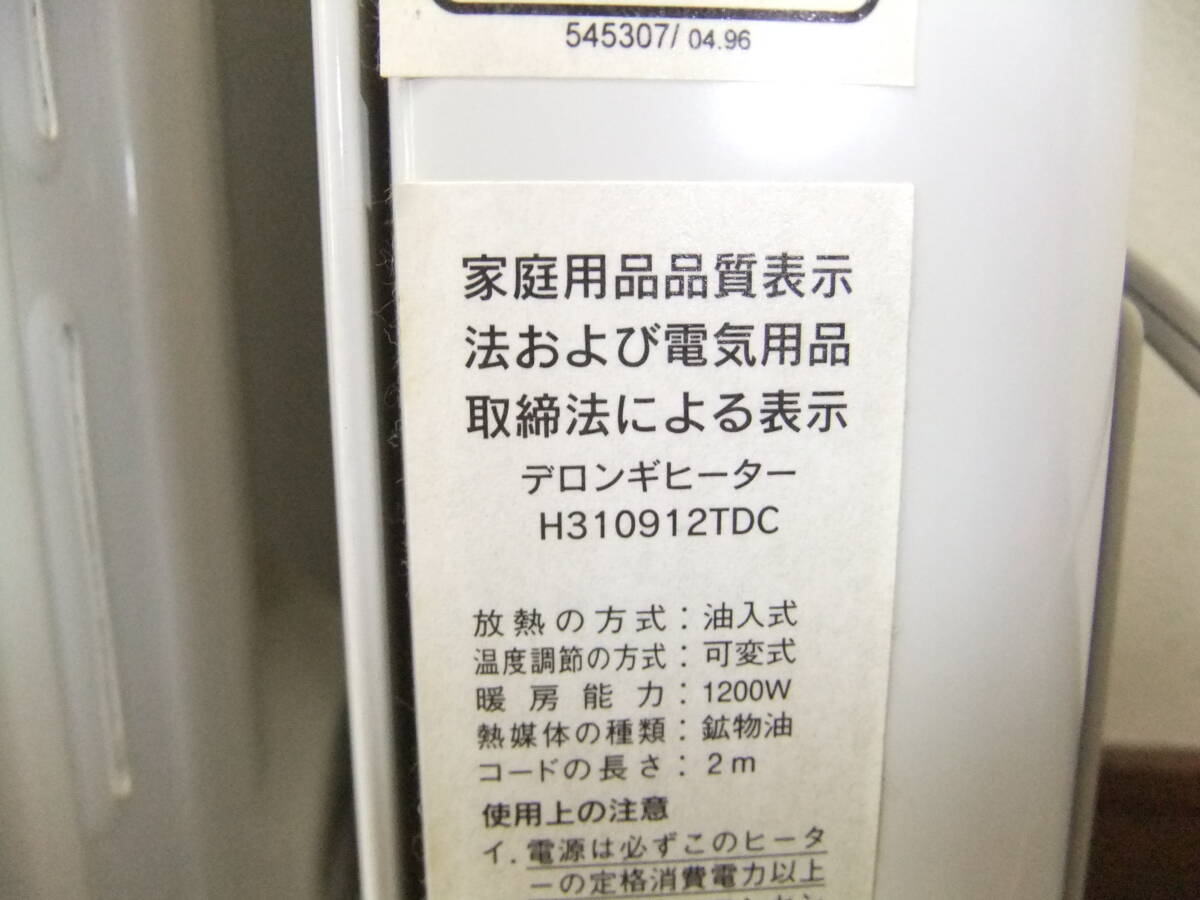 545307/ 04.96
家庭用品品質表示
法および電気用品
取締法による表示
デロンギヒーター
H310912TDC
放熱の方式：油入式
温度調節の方式：可変式
暖房能力：1200W
熱媒体の種類：鉱物油
コードの長さ：2m
使用上の注意
イ．電源は必ずこのヒータ
ーの定格消費電力以上